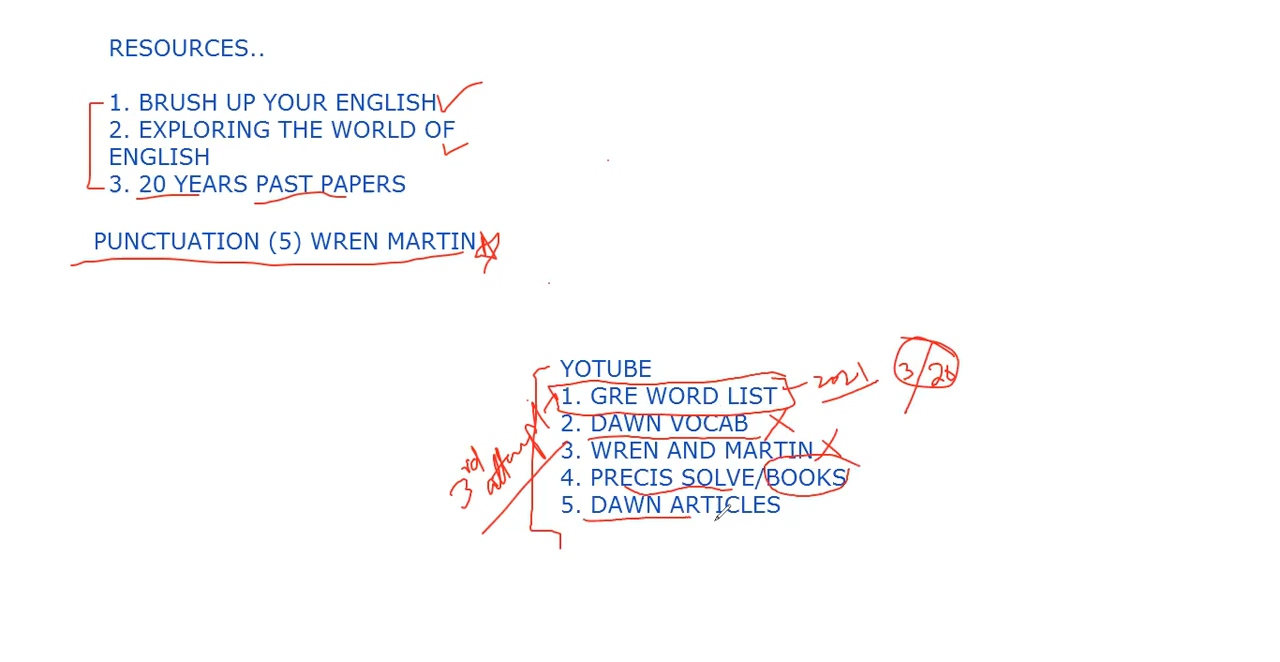 RESOURCES..
1. BRUSH UP YOUR ENGLISH
2. EXPLORING THE WORLD OF
ENGLISH
3. 20 YEARS PAST PAPERS
PUNCTUATION (5) WREN MARTIN
YOTUBE
1. GRE WORD LIST
2021
3/20
2. DAWN VOCAB
3. WREN AND MARTIN
4. PRECIS SOLVE/BOOKS
5. DAWN ARTICLES
3rd attempt